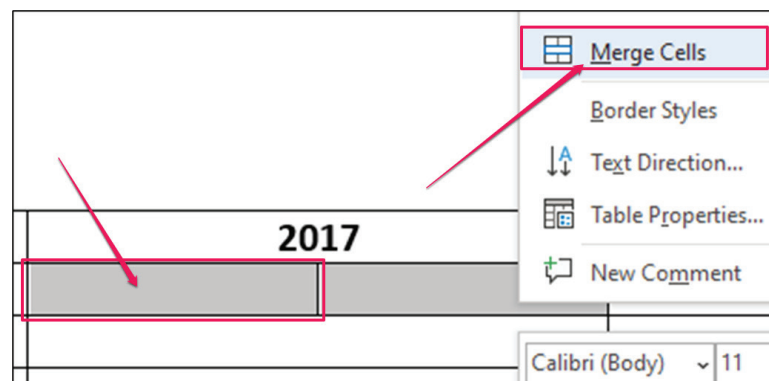 Merge Cells
Border Styles
Text Direction...
2017
Table Properties...
New Comment
Calibri (Body) 11